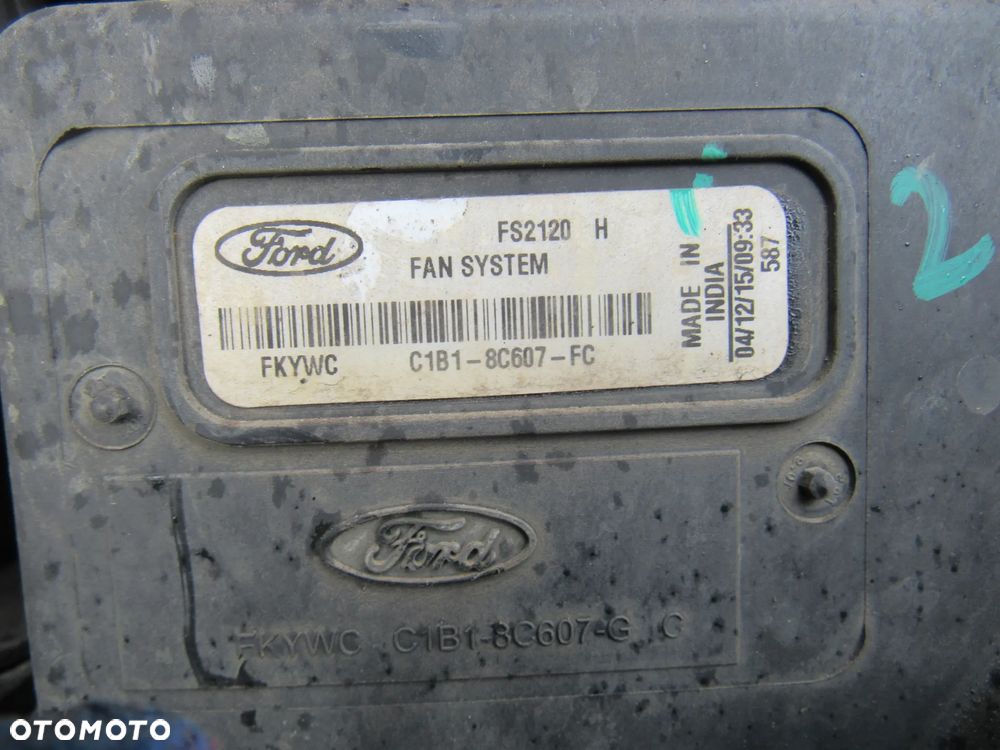 Ford
FS2120 H
FAN SYSTEM
FKYWC C1B1-8C607-FC
MADE IN
INDIA
04/12/15/09:33
587
2
Ford
FKYWC C1B1-8C607-G C
OTOMOTO